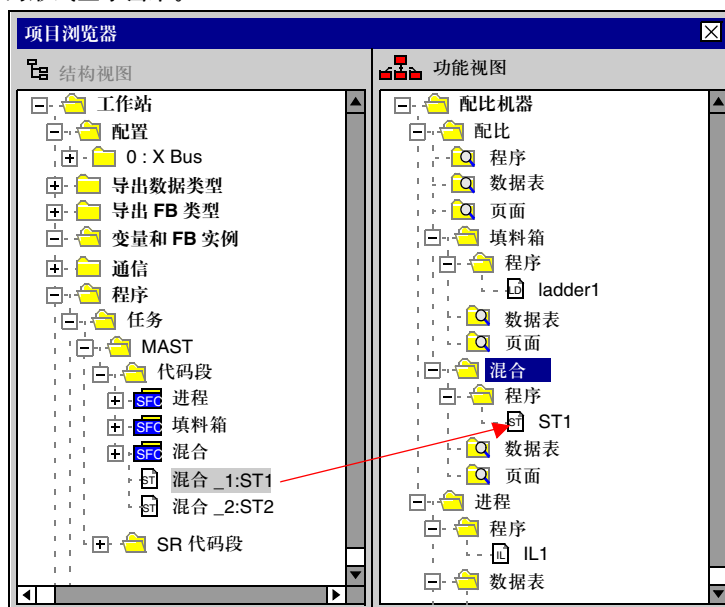 项目浏览器
结构视图
工作站
配置
0 : X Bus
导出数据类型
导出 FB 类型
变量和 FB 实例
通信
程序
任务
MAST
代码段
SFC 进程
SFC 填料箱
SFC 混合
ST 混合 _1:ST1
ST 混合 _2:ST2
SR 代码段
功能视图
配比机器
配比
程序
数据表
页面
填料箱
程序
LD ladder1
数据表
页面
混合
程序
ST ST1
数据表
页面
进程
程序
IL IL1
数据表